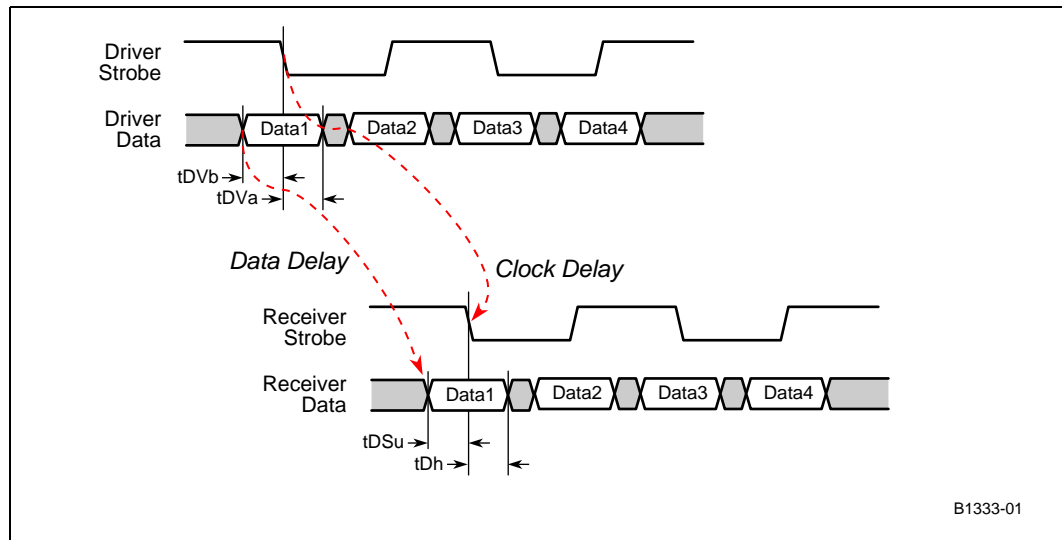 Driver
Strobe
Driver
Data
Data1
Data2
Data3
Data4
tDVb
tDVa
Data Delay
Clock Delay
Receiver
Strobe
Receiver
Data
Data1
Data2
Data3
Data4
tDSu
tDh
B1333-01